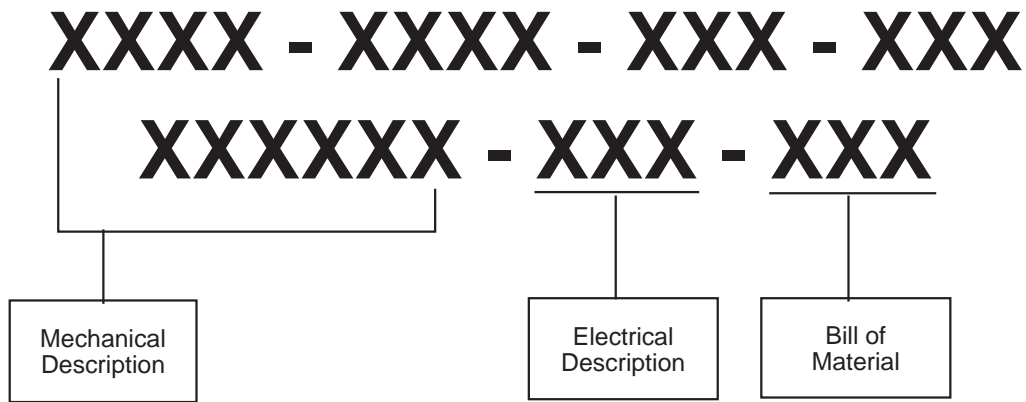 XXXX - XXXX - XXX - XXX
XXXXXX - XXX - XXX
Mechanical
Description
Electrical
Description
Bill of
Material